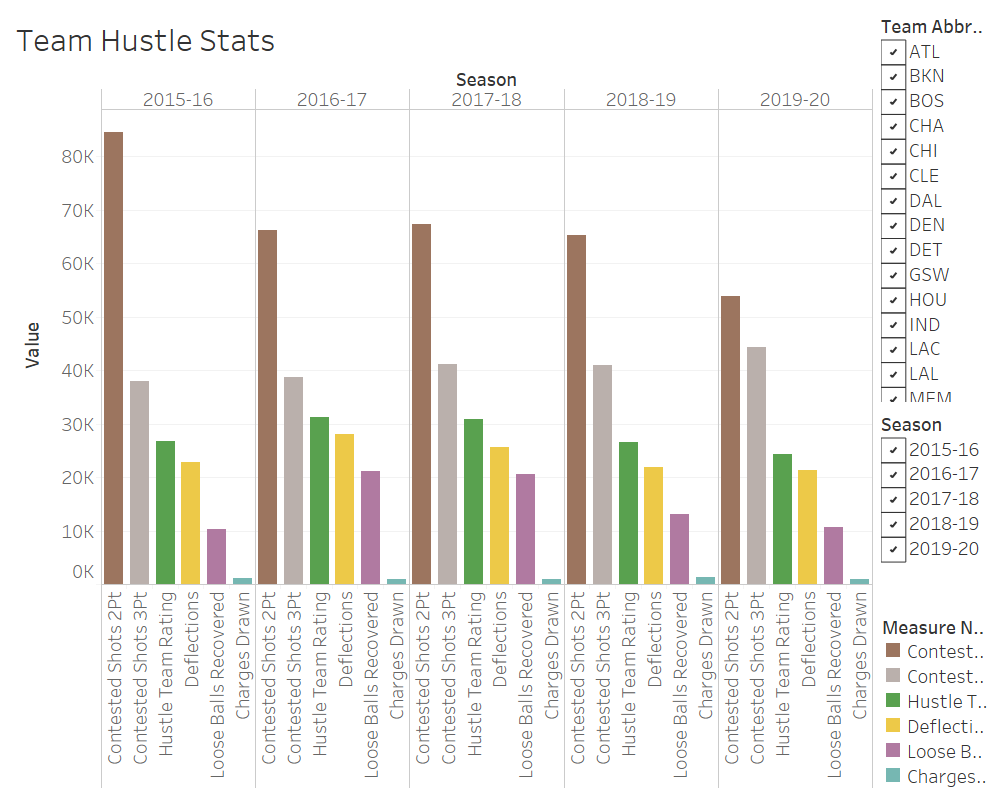 Team Hustle Stats
Season
2015-16
2016-17
2017-18
2018-19
2019-20
Value
80K
70K
60K
50K
40K
30K
20K
10K
0K
Contested Shots 2Pt
Contested Shots 3Pt
Hustle Team Rating
Deflections
Loose Balls Recovered
Charges Drawn
Contested Shots 2Pt
Contested Shots 3Pt
Hustle Team Rating
Deflections
Loose Balls Recovered
Charges Drawn
Contested Shots 2Pt
Contested Shots 3Pt
Hustle Team Rating
Deflections
Loose Balls Recovered
Charges Drawn
Contested Shots 2Pt
Contested Shots 3Pt
Hustle Team Rating
Deflections
Loose Balls Recovered
Charges Drawn
Contested Shots 2Pt
Contested Shots 3Pt
Hustle Team Rating
Deflections
Loose Balls Recovered
Charges Drawn
Team Abbr..
ATL
BKN
BOS
CHA
CHI
CLE
DAL
DEN
DET
GSW
HOU
IND
LAC
LAL
MEM
Season
2015-16
2016-17
2017-18
2018-19
2019-20
Measure N..
Contest..
Contest..
Hustle T..
Deflecti..
Loose B..
Charges..